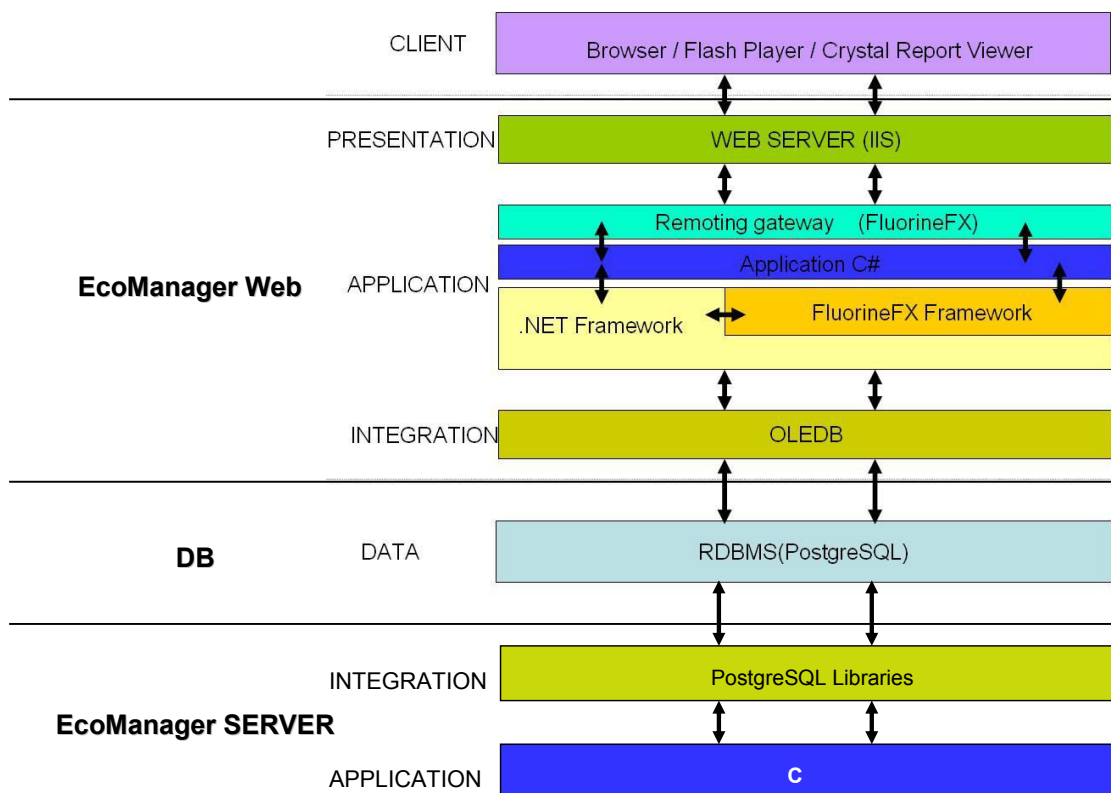 CLIENT
Browser / Flash Player / Crystal Report Viewer
PRESENTATION
WEB SERVER (IIS)
Remoting gateway (FluorineFX)
EcoManager Web
APPLICATION
Application C#
.NET Framework
FluorineFX Framework
INTEGRATION
OLEDB
DB
DATA
RDBMS(PostgreSQL)
INTEGRATION
PostgreSQL Libraries
EcoManager SERVER
APPLICATION
C